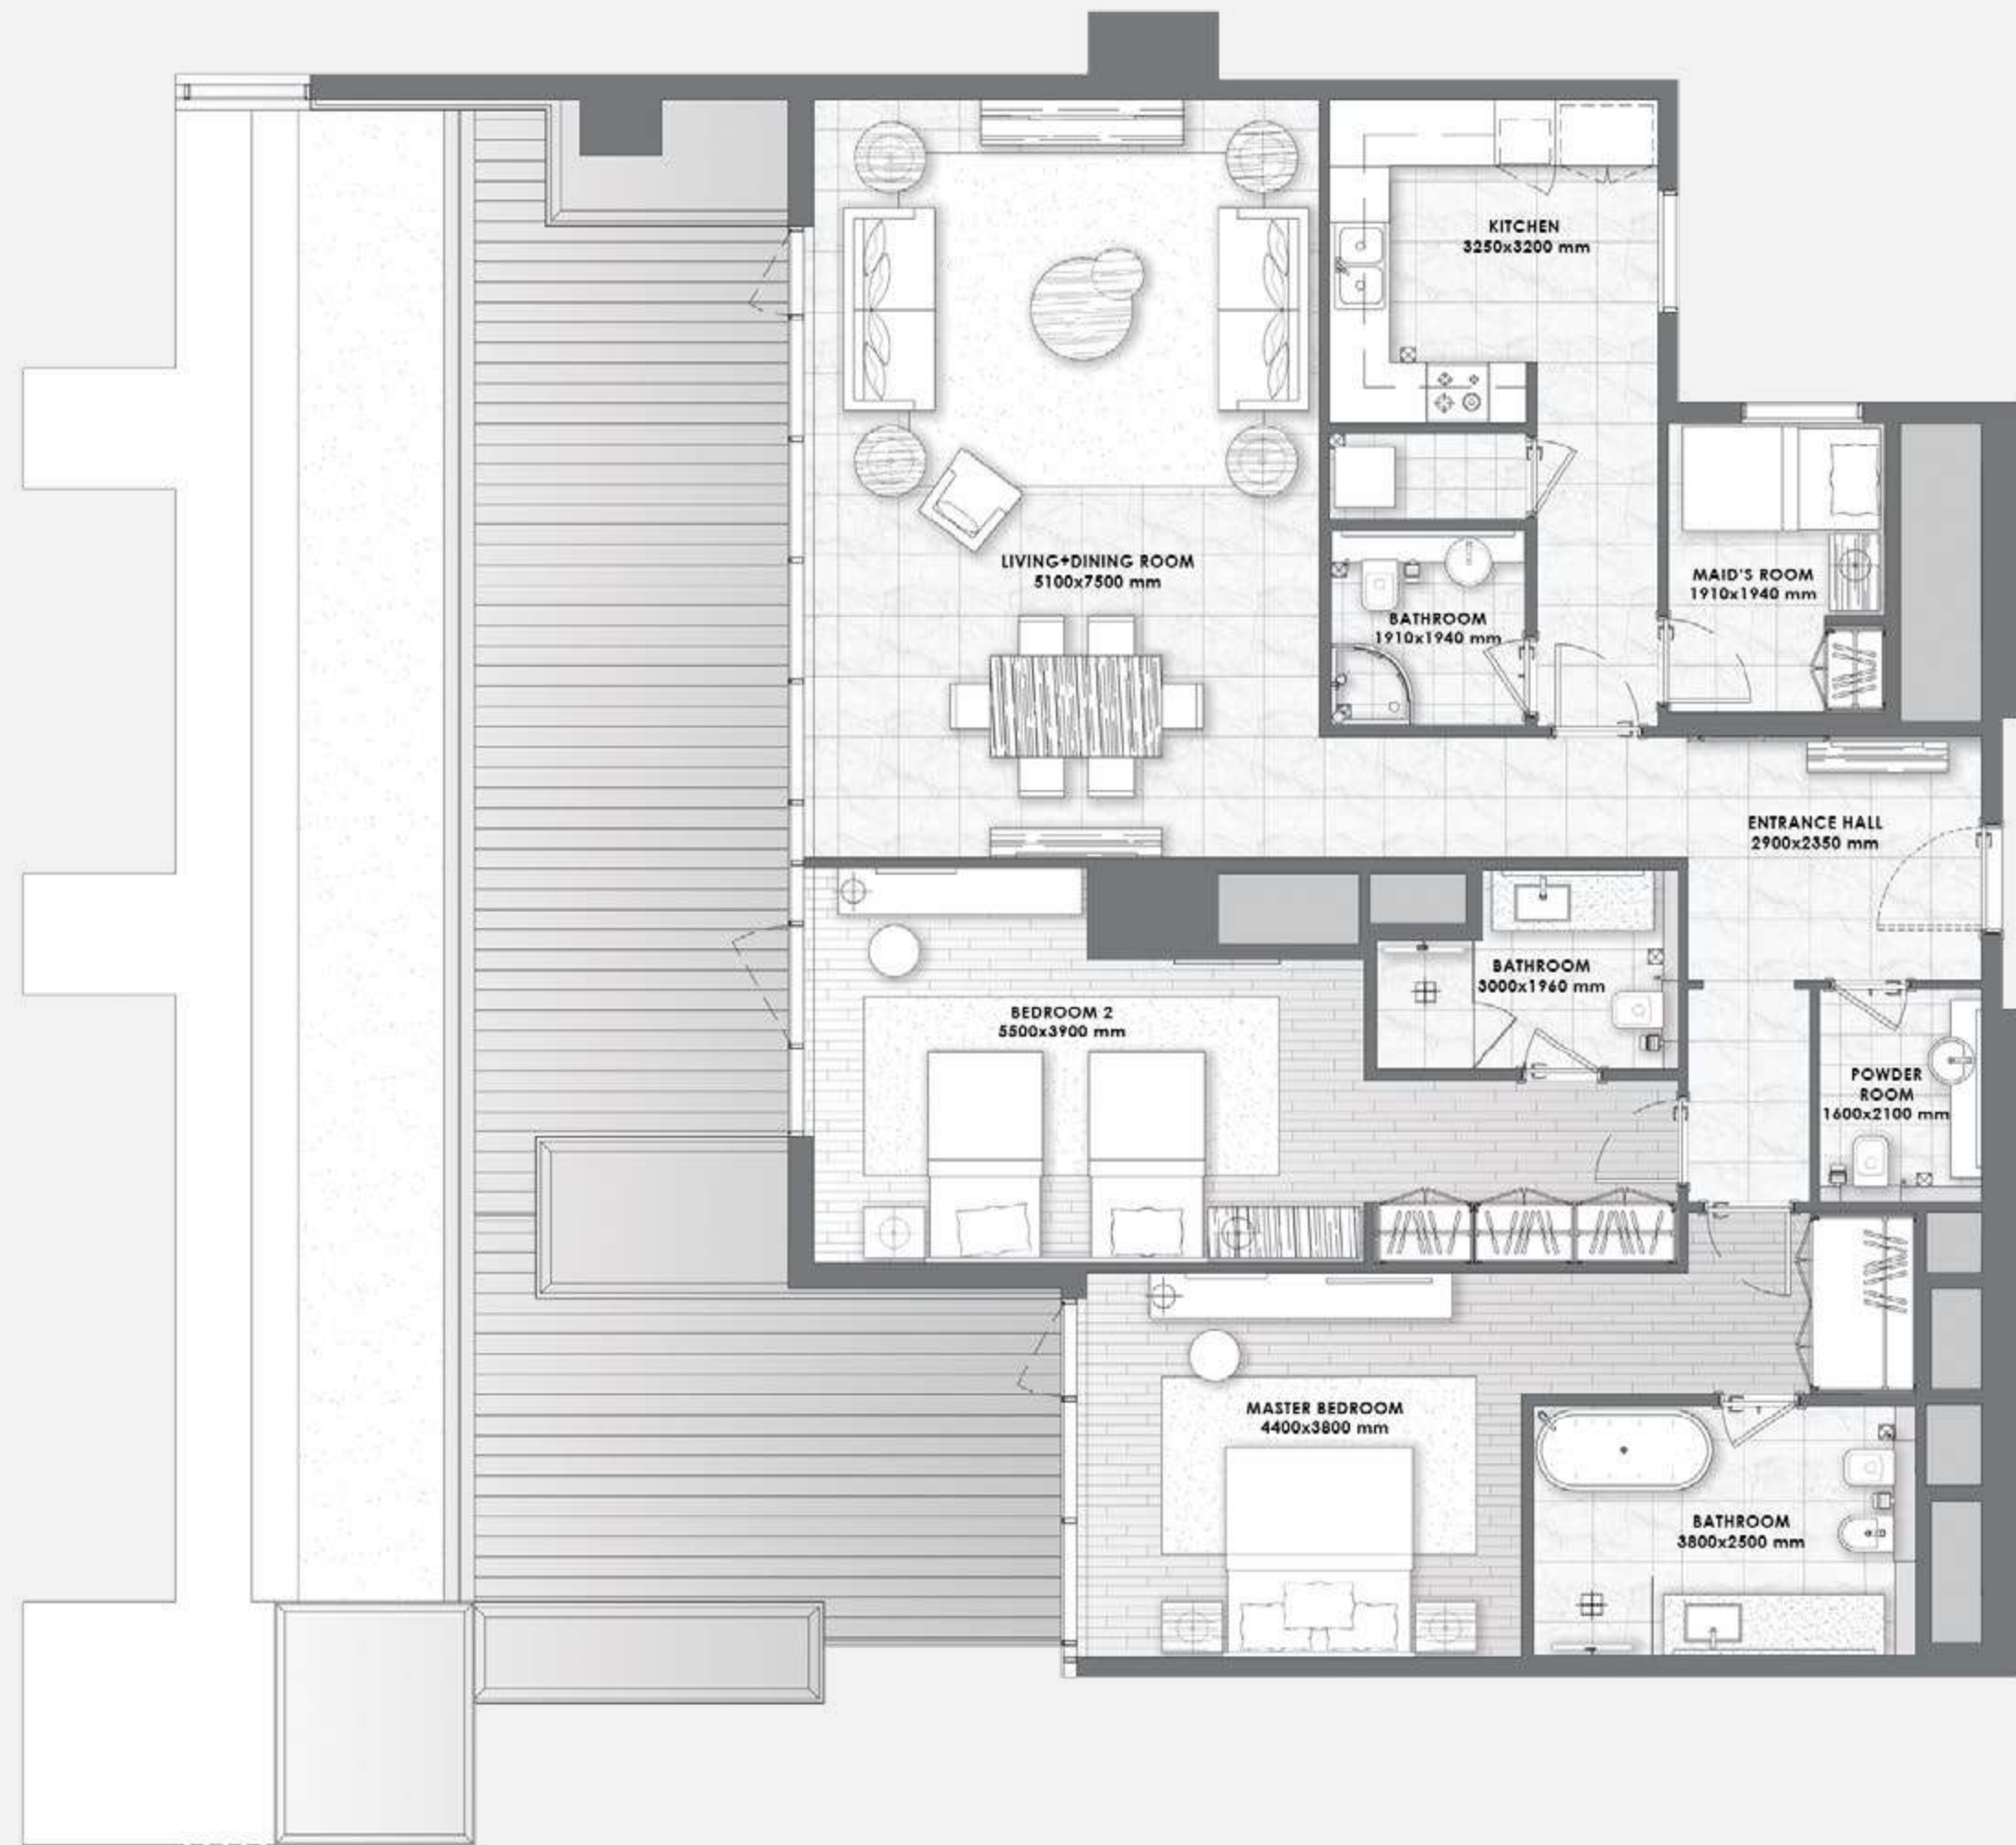 KITCHEN
3250x3200 mm
LIVING+DINING ROOM
5100x7500 mm
MAID'S ROOM
1910x1940 mm
BATHROOM
1910x1940 mm
ENTRANCE HALL
2900x2350 mm
BATHROOM
3000x1960 mm
BEDROOM 2
5500x3900 mm
POWDER
ROOM
1600x2100 mm
MASTER BEDROOM
4400x3800 mm
BATHROOM
3800x2500 mm